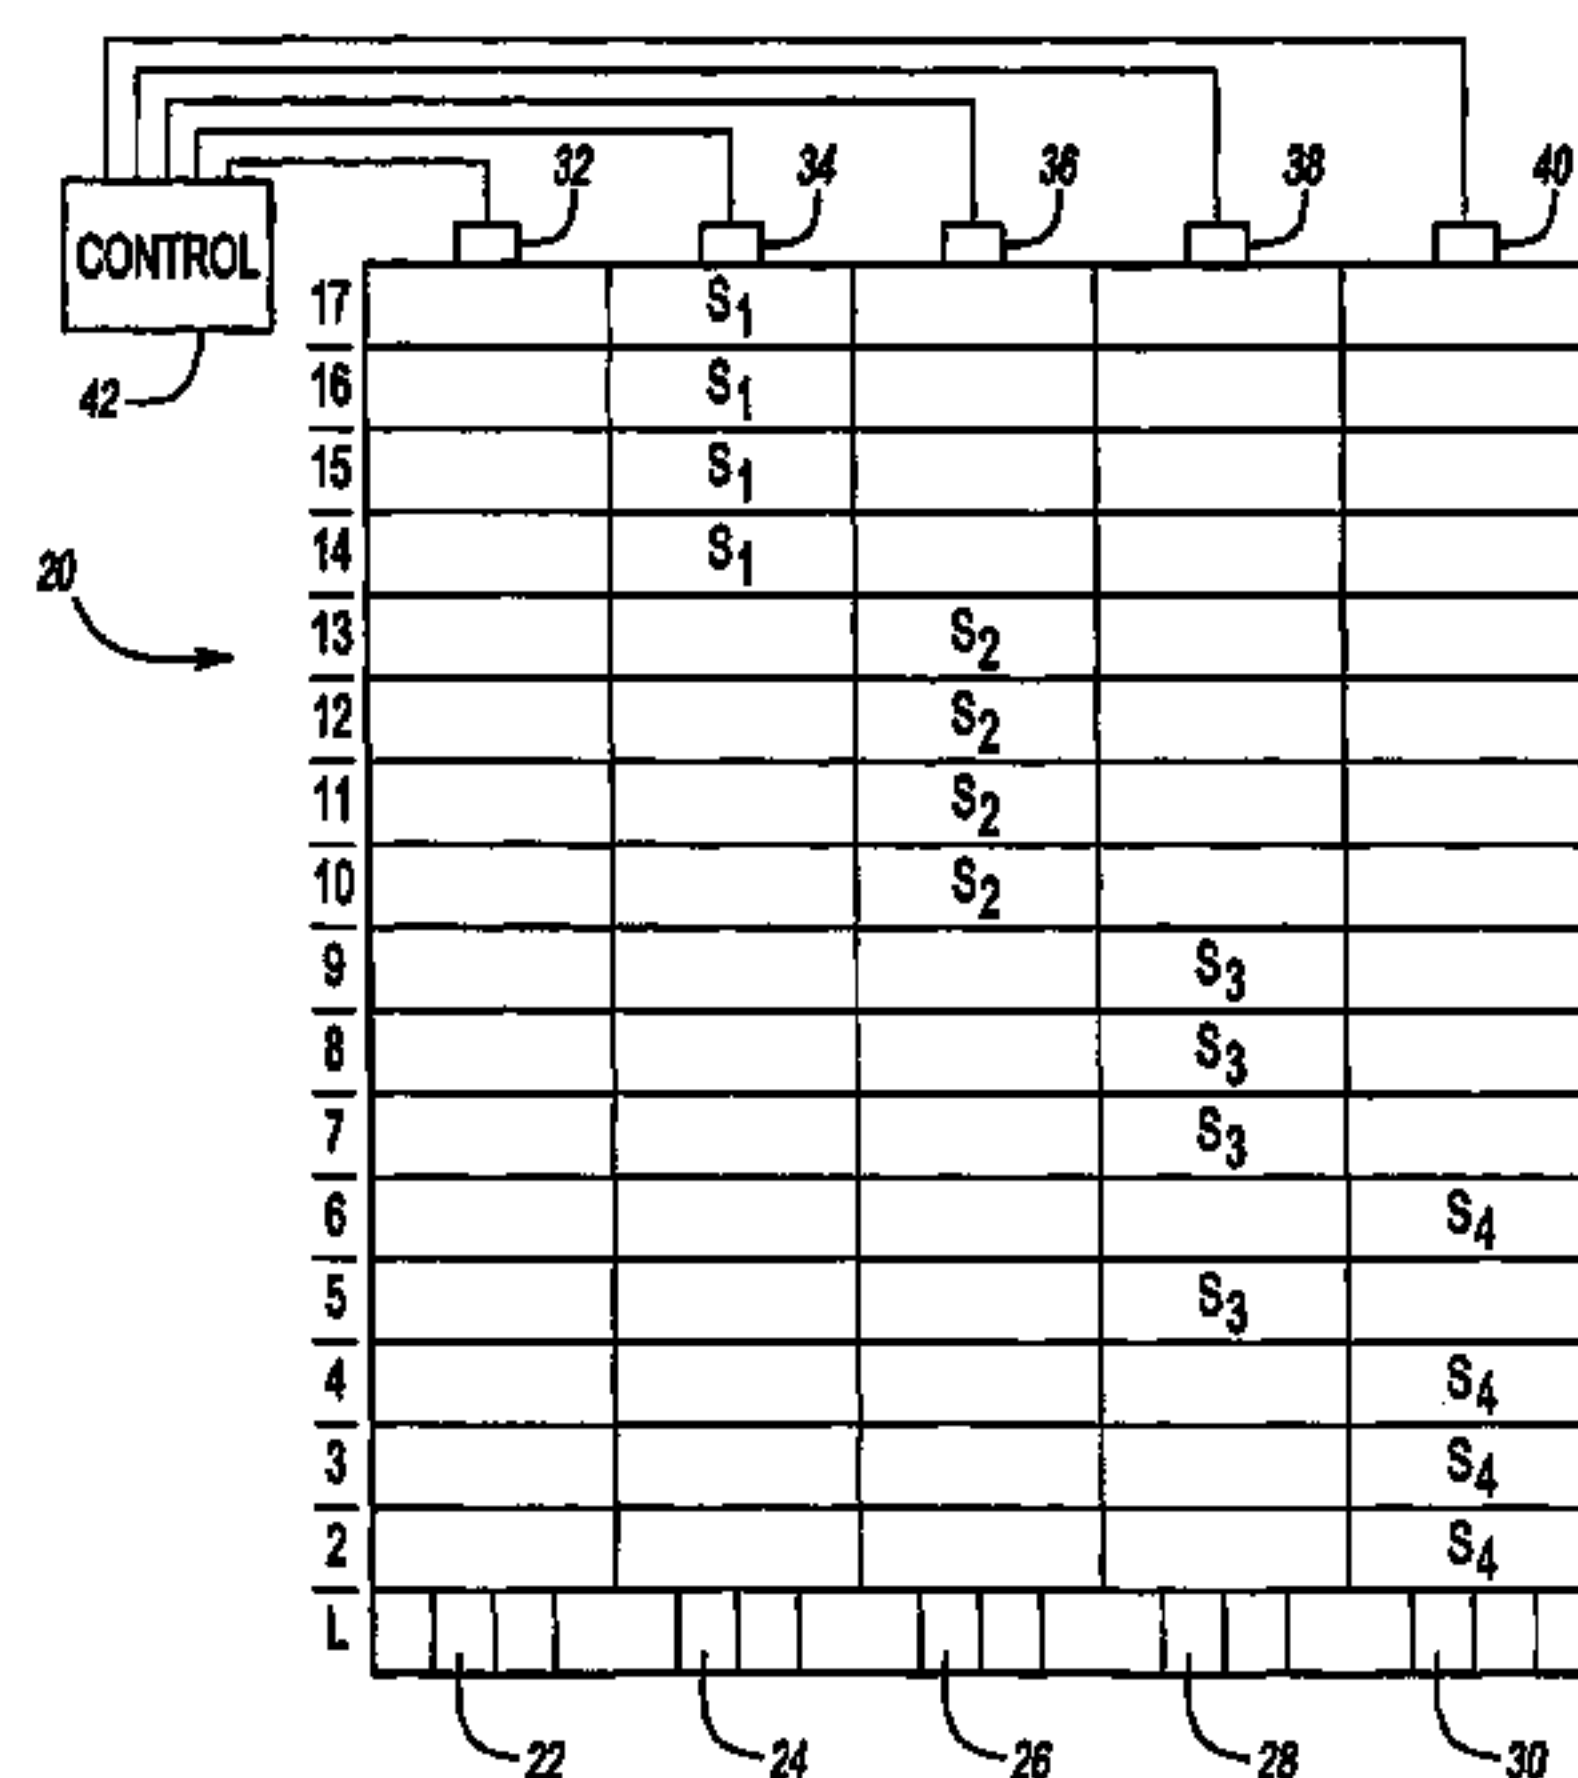 32 34 36 38 40
CONTROL
42
20
17 S1
16 S1
15 S1
14 S1
13 S2
12 S2
11 S2
10 S2
9 S3
8 S3
7 S3
6 S4
5 S3
4 S4
3 S4
2 S4
L
22 24 26 28 30